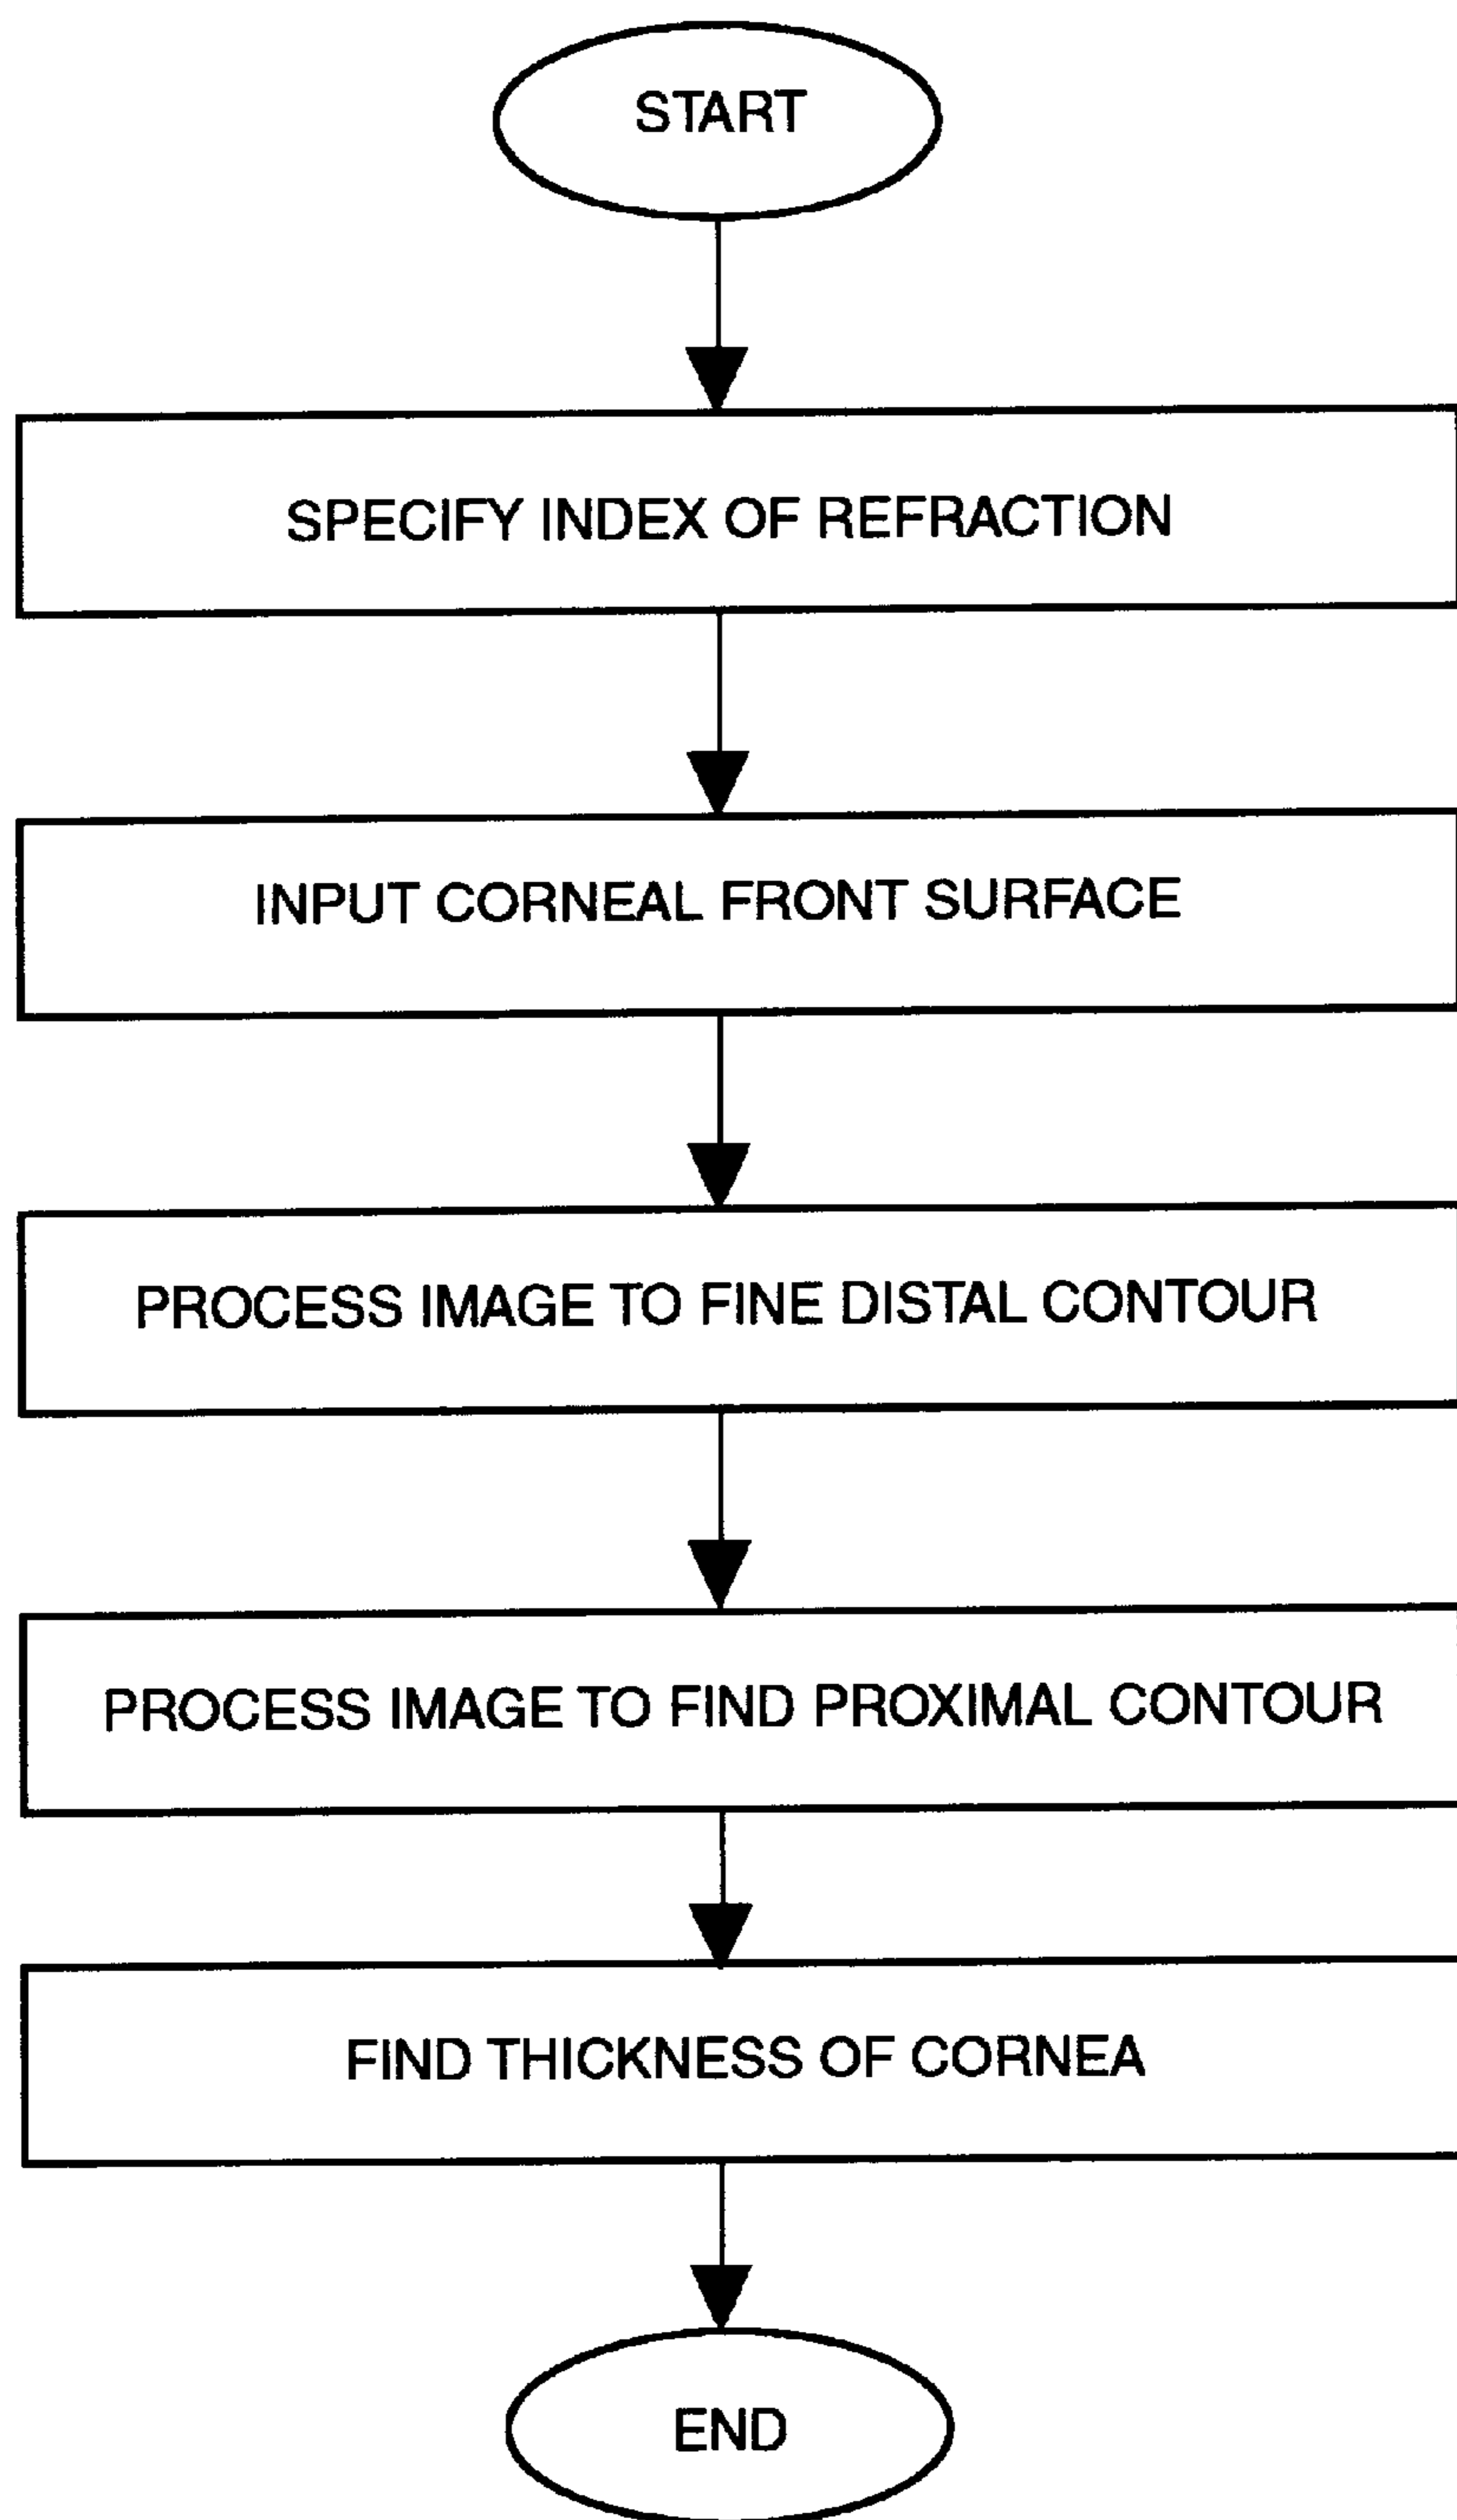 START
SPECIFY INDEX OF REFRACTION
INPUT CORNEAL FRONT SURFACE
PROCESS IMAGE TO FINE DISTAL CONTOUR
PROCESS IMAGE TO FIND PROXIMAL CONTOUR
FIND THICKNESS OF CORNEA
END